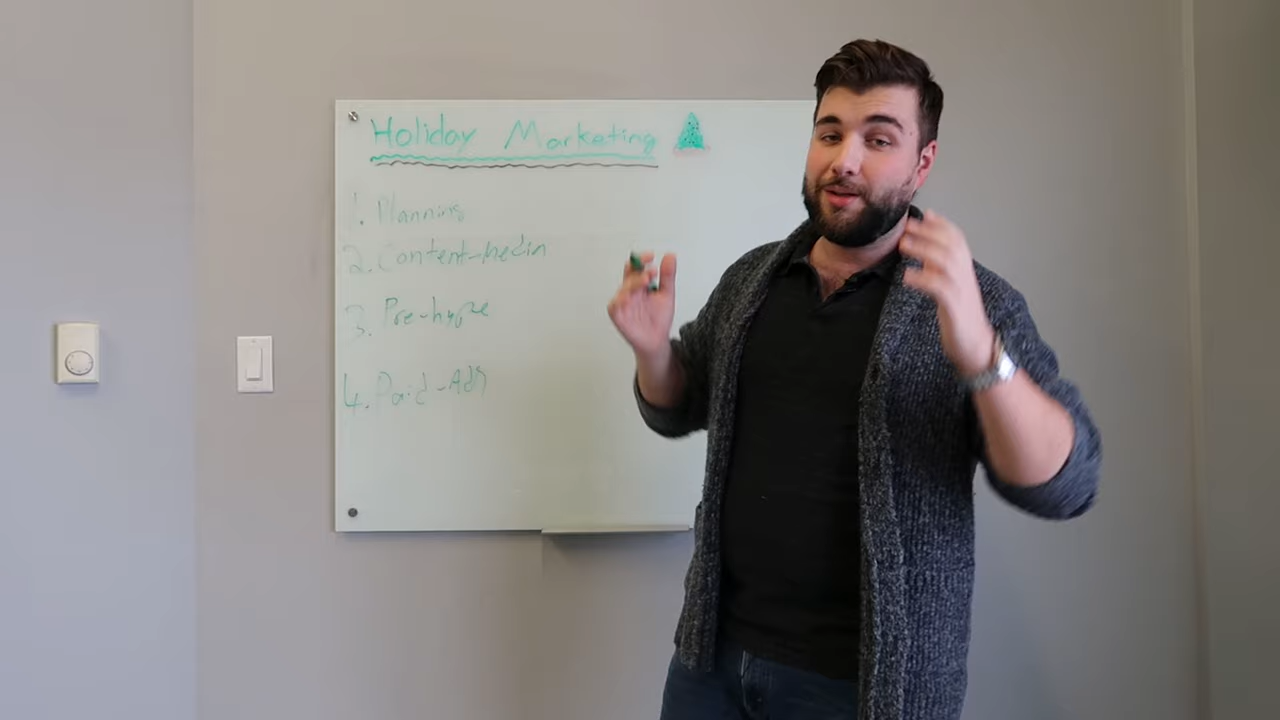 Holiday Marketing
1. Planning
2. Content-Media
3. Pre-hype
4. Paid-Ads